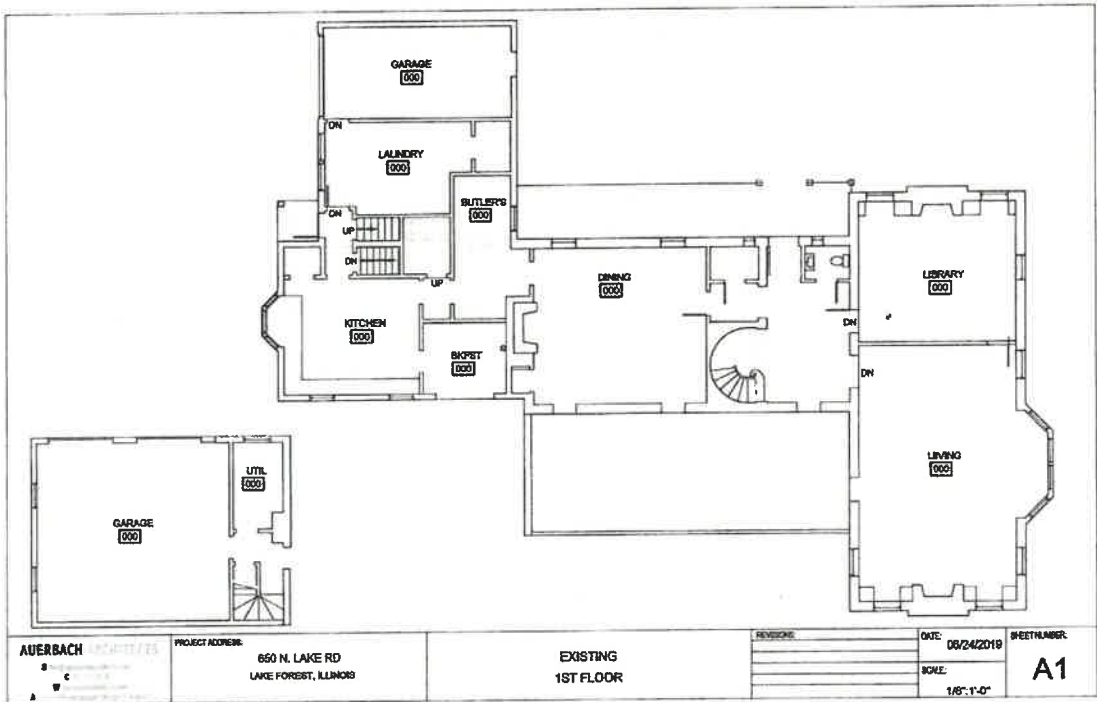 GARAGE
000
DN
LAUNDRY
000
BUTLER'S
000
DN
UP
DN
UP
KITCHEN
000
BKFST
000
DINING
000
LIBRARY
000
DN
DN
LIVING
000
UTIL
000
GARAGE
000
AUERBACH ARCHITECTS
PROJECT ADDRESS:
650 N. LAKE RD
LAKE FOREST, ILLINOIS
EXISTING
1ST FLOOR
REVISIONS:
DATE:
06/24/2019
SCALE:
1/8":1'-0"
SHEET NUMBER:
A1